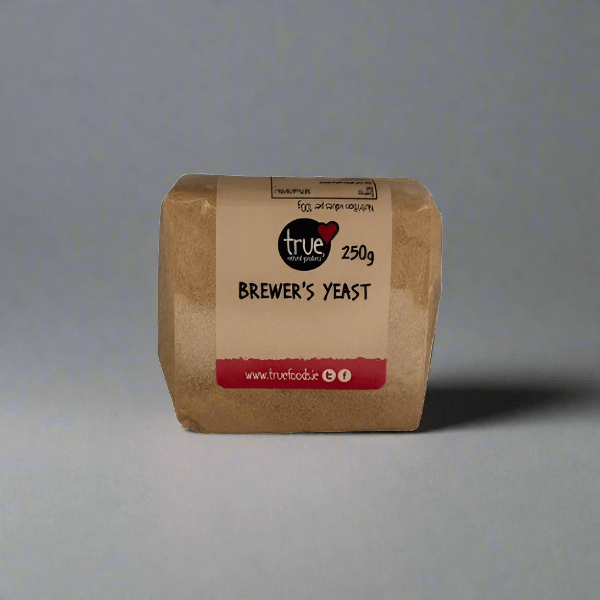 Nutrition values per 100g
true
natural goodness
250g
BREWER'S YEAST
www.truefoods.ie